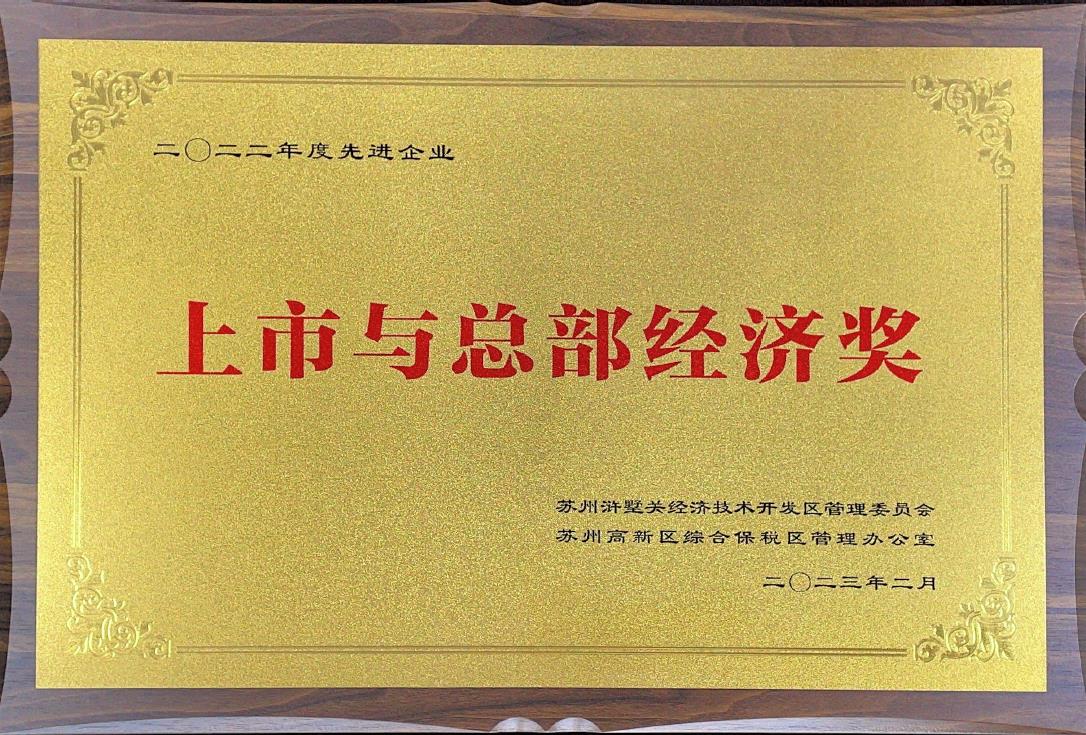 二〇二二年度先进企业
上市与总部经济奖
苏州浒墅关经济技术开发区管理委员会
苏州高新区综合保税区管理办公室
二〇二三年二月